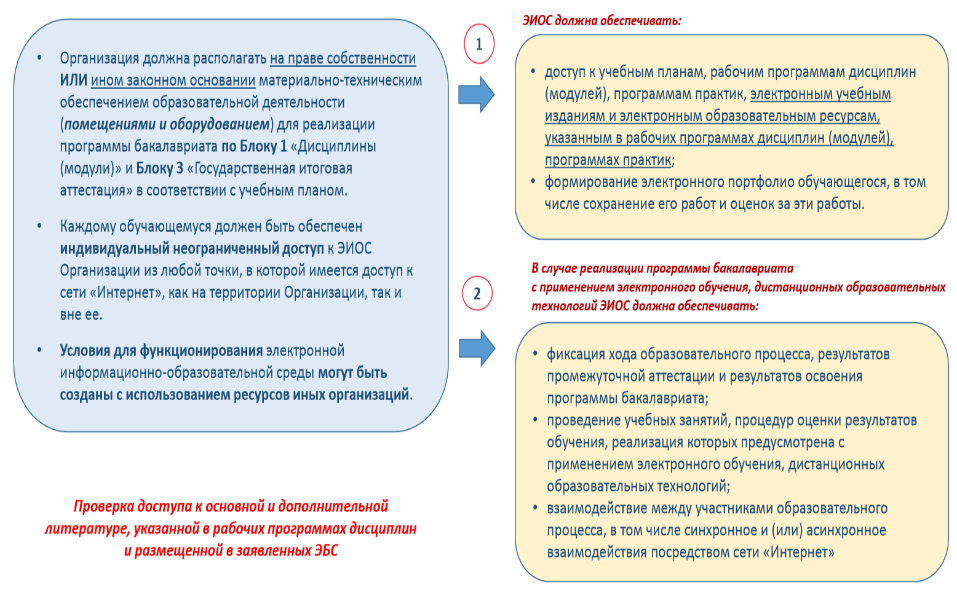 • Организация должна располагать на праве собственности
ИЛИ ином законном основании материально-техническим
обеспечением образовательной деятельности
(помещениями и оборудованием) для реализации
программы бакалавриата по Блоку 1 «Дисциплины
(модули)» и Блоку 3 «Государственная итоговая
аттестация» в соответствии с учебным планом.
• Каждому обучающемуся должен быть обеспечен
индивидуальный неограниченный доступ к ЭИОС
Организации из любой точки, в которой имеется доступ к
сети «Интернет», как на территории Организации, так и
вне ее.
• Условия для функционирования электронной
информационно-образовательной среды могут быть
созданы с использованием ресурсов иных организаций.
Проверка доступа к основной и дополнительной
литературе, указанной в рабочих программах дисциплин
и размещенной в заявленных ЭБС
1
ЭИОС должна обеспечивать:
• доступ к учебным планам, рабочим программам дисциплин
(модулей), программам практик, электронным учебным
изданиям и электронным образовательным ресурсам,
указанным в рабочих программах дисциплин (модулей),
программах практик;
• формирование электронного портфолио обучающегося, в том
числе сохранение его работ и оценок за эти работы.
2
В случае реализации программы бакалавриата
с применением электронного обучения, дистанционных образовательных
технологий ЭИОС должна обеспечивать:
• фиксация хода образовательного процесса, результатов
промежуточной аттестации и результатов освоения
программы бакалавриата;
• проведение учебных занятий, процедур оценки результатов
обучения, реализация которых предусмотрена с
применением электронного обучения, дистанционных
образовательных технологий;
• взаимодействие между участниками образовательного
процесса, в том числе синхронное и (или) асинхронное
взаимодействия посредством сети «Интернет»